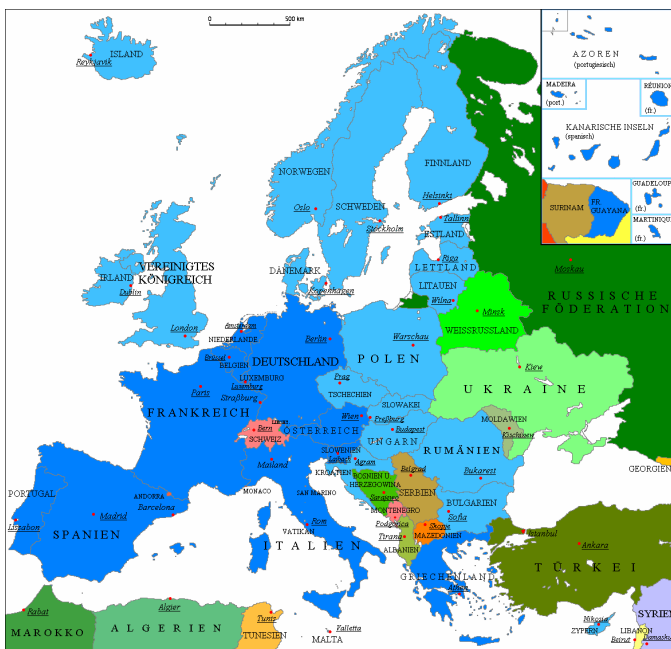 0 500 km
ISLAND
Reykjavik
AZOREN
(portugiesisch)
MADEIRA
(port.)
RÉUNION
(fr.)
KANARISCHE INSELN
(spanisch)
SURINAM
FR.
GUAYANA
GUADELOUP
(fr.)
MARTINIQUE
(fr.)
NORWEGEN
Oslo
SCHWEDEN
Stockholm
FINNLAND
Helsinki
Tallinn
ESTLAND
Riga
LETTLAND
LITAUEN
Wilna
DÄNEMARK
Kopenhagen
VEREINIGTES
KÖNIGREICH
IRLAND
Dublin
London
Moskau
RUSSISCHE
FÖDERATION
Minsk
WEISSRUSSLAND
Amsterdam
NIEDERLANDE
Brüssel
BELGIEN
LUXEMBURG
Luxemburg
Berlin
DEUTSCHLAND
Warschau
POLEN
Kiew
UKRAINE
Paris
Straßburg
FRANKREICH
Prag
TSCHECHIEN
SLOWAKEI
Wien
Preßburg
ÖSTERREICH
Budapest
UNGARN
Bern
SCHWEIZ
MOLDAWIEN
Kischinew
RUMÄNIEN
Bukarest
Mailand
SLOWENIEN
Laibach
Agram
KROATIEN
BOSNIEN U.
HERZEGOWINA
Sarajewo
Belgrad
SERBIEN
MONTENEGRO
Podgorica
Skopje
MAZEDONIEN
Tirana
ALBANIEN
BULGARIEN
Sofia
GEORGIEN
PORTUGAL
Lissabon
Madrid
SPANIEN
ANDORRA
Barcelona
MONACO
SAN MARINO
VATIKAN
Rom
ITALIEN
GRIECHENLAND
Athen
Istanbul
Ankara
TÜRKEI
Rabat
MAROKKO
Algier
ALGERIEN
Tunis
TUNESIEN
Valletta
MALTA
Nikosia
ZYPERN
LIBANON
Beirut
SYRIEN
Damaskus